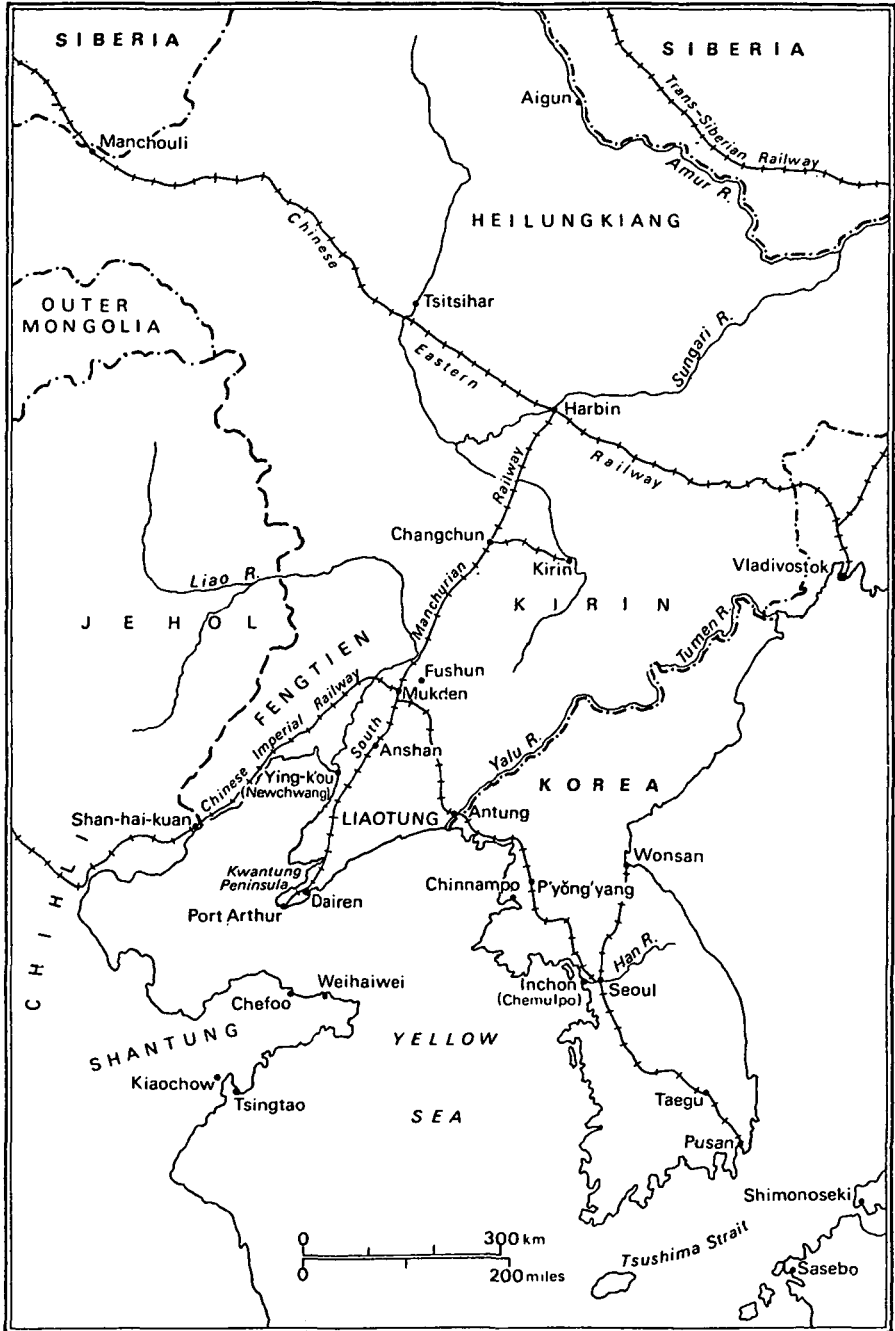 SIBERIA
SIBERIA
Aigun
Trans-Siberian Railway
Manchouli
Amur R.
HEILUNGKIANG
Chinese
OUTER
MONGOLIA
Tsitsihar
Sungari R.
Eastern
Harbin
Railway
Railway
Changchun
Kirin
Vladivostok
Liao R.
Manchurian
KIRIN
JEHOL
Tumen R.
FENGTIEN
Fushun
Mukden
Chinese Imperial Railway
South
Anshan
Yalu R.
Ying-k'ou
(Newchwang)
KOREA
Shan-hai-kuan
LIAOTUNG
Antung
CHIHLI
Kwantung
Peninsula
Wonsan
Chinnampo
P'yŏng'yang
Dairen
Port Arthur
Han R.
Weihaiwei
Inchon
(Chemulpo)
Seoul
Chefoo
SHANTUNG
YELLOW
Kiaochow
Tsingtao
SEA
Taegu
Pusan
Shimonoseki
0 300 km
0 200 miles
Tsushima Strait
Sasebo